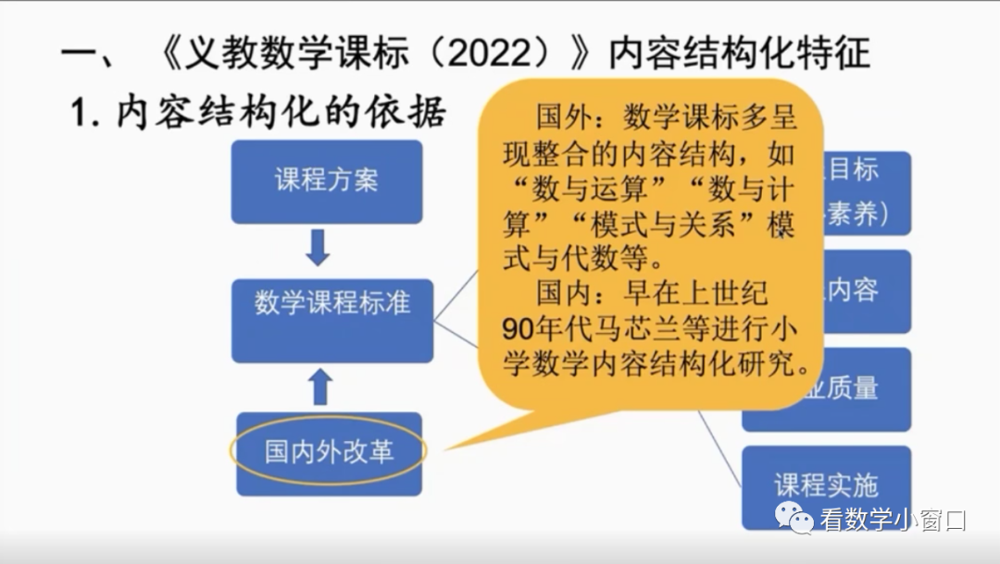 一、《义教数学课标（2022）》内容结构化特征
1.内容结构化的依据
课程方案
数学课程标准
国内外改革
国外：数学课标多呈
现整合的内容结构，如
“数与运算”“数与计
算”“模式与关系”模
式与代数等。
国内：早在上世纪
90年代马芯兰等进行小
学数学内容结构化研究。
目标
素养）
内容
业质量
课程实施
看数学小窗口